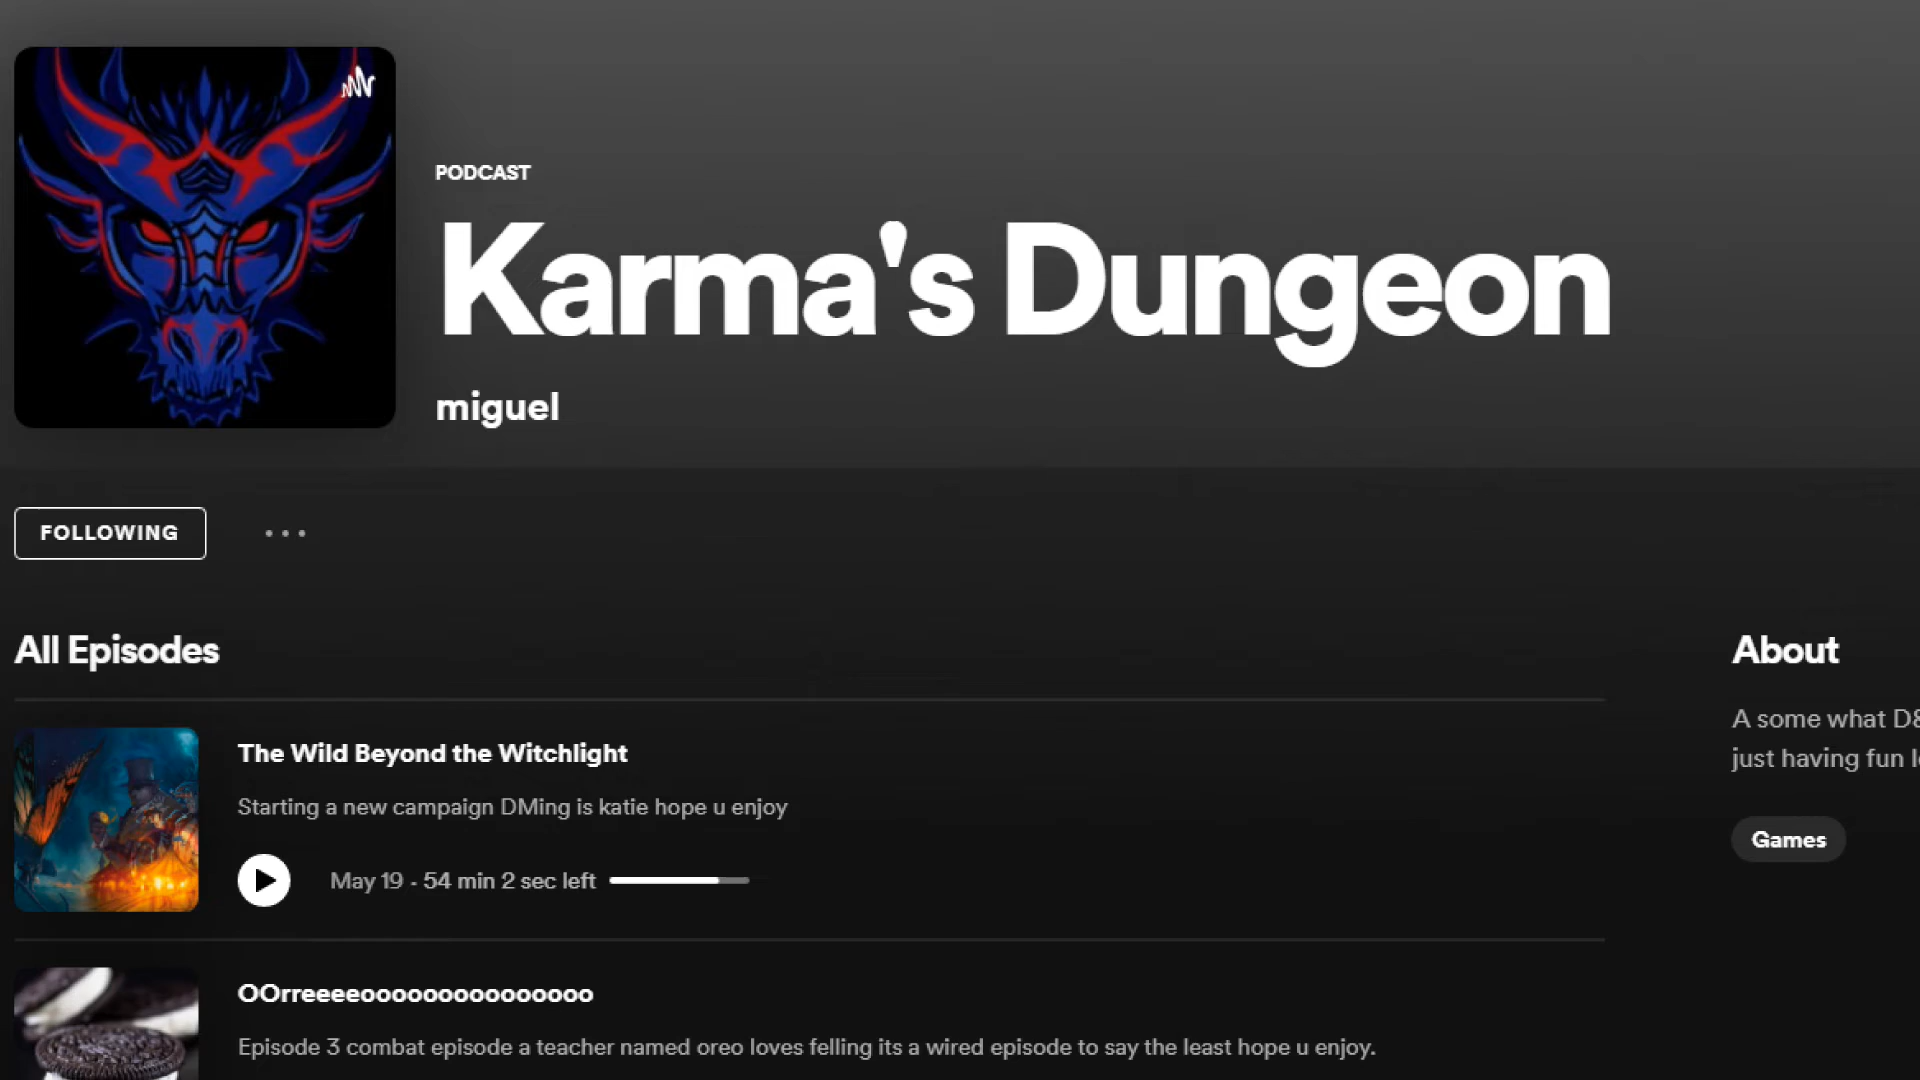 PODCAST
Karma's Dungeon
miguel
FOLLOWING
All Episodes
The Wild Beyond the Witchlight
Starting a new campaign DMing is katie hope u enjoy
May 19 · 54 min 2 sec left
OOrreeeeooooooooooooooo
Episode 3 combat episode a teacher named oreo loves felling its a wired episode to say the least hope u enjoy.
About
A some what D&
just having fun
Games